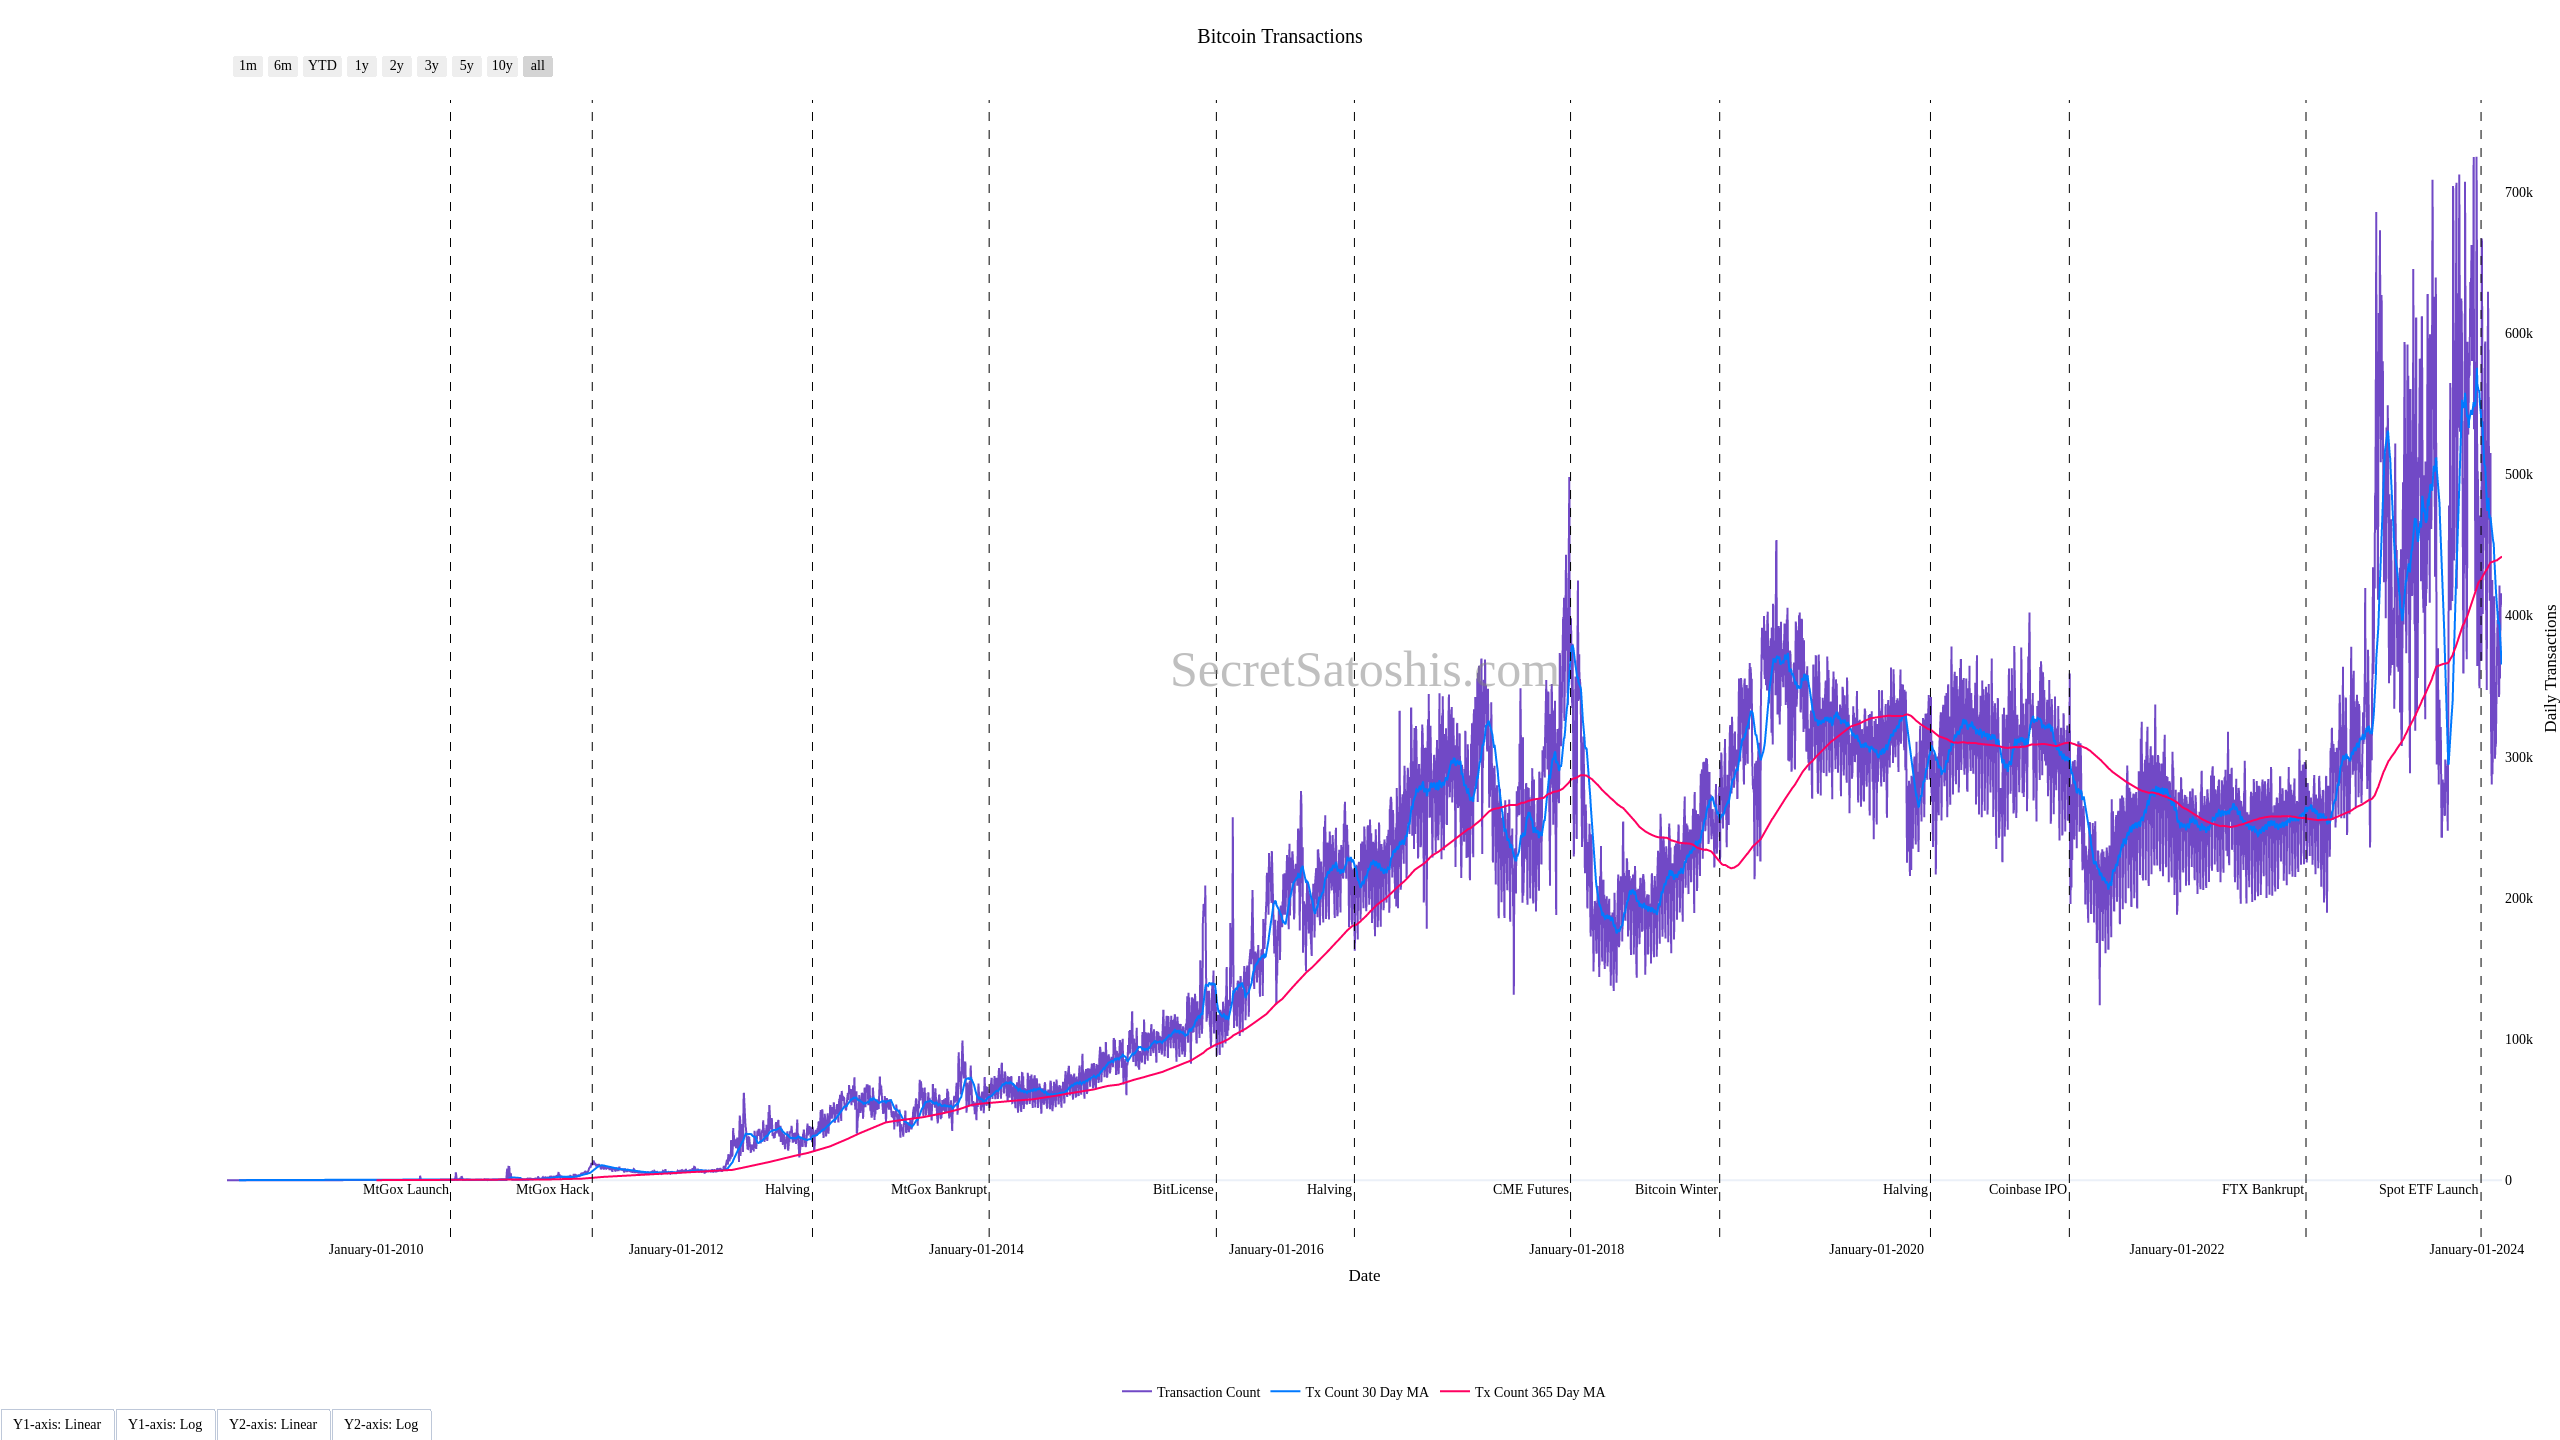 Bitcoin Transactions
1m 6m YTD 1y 2y 3y 5y 10y all
700k
600k
500k
400k
300k
200k
100k
0
Daily Transactions
SecretSatoshis.com
MtGox Launch MtGox Hack Halving MtGox Bankrupt BitLicense Halving CME Futures Bitcoin Winter Halving Coinbase IPO FTX Bankrupt Spot ETF Launch
January-01-2010 January-01-2012 January-01-2014 January-01-2016 January-01-2018 January-01-2020 January-01-2022 January-01-2024
Date
Transaction Count Tx Count 30 Day MA Tx Count 365 Day MA
Y1-axis: Linear Y1-axis: Log Y2-axis: Linear Y2-axis: Log